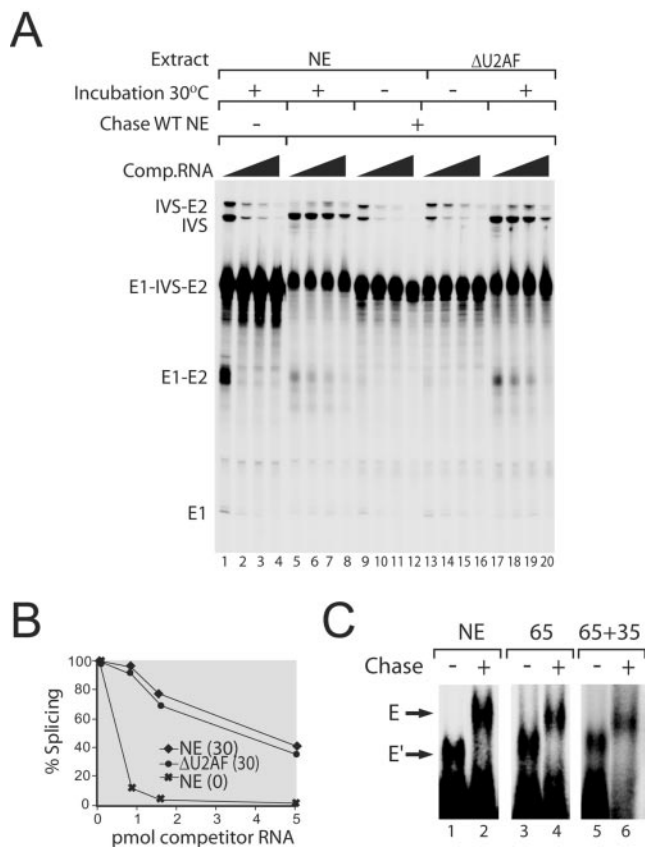 A
Extract NE ΔU2AF
Incubation 30ºC + + - - +
Chase WT NE - +
Comp.RNA
IVS-E2
IVS
E1-IVS-E2
E1-E2
E1
1 2 3 4 5 6 7 8 9 10 11 12 13 14 15 16 17 18 19 20
B
% Splicing
100
80
60
40
20
0
NE (30)
ΔU2AF (30)
NE (0)
0 1 2 3 4 5
pmol competitor RNA
C
NE 65 65+35
Chase - + - + - +
E
E'
1 2 3 4 5 6